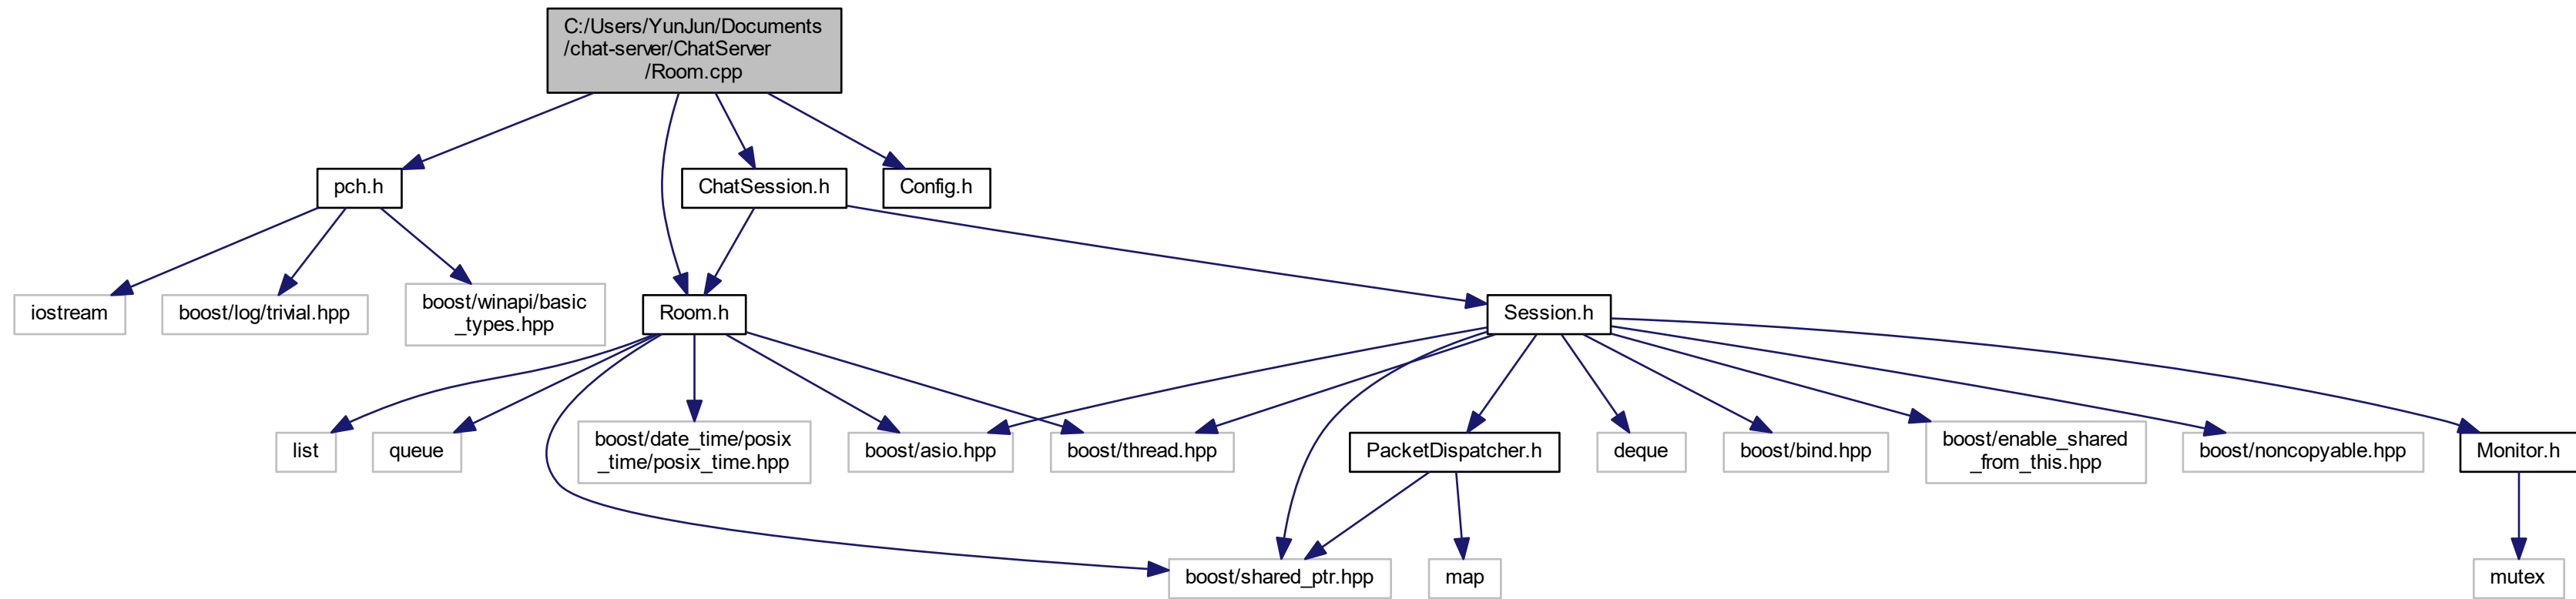 C:/Users/YunJun/Documents
/chat-server/ChatServer
/Room.cpp
pch.h
ChatSession.h
Config.h
iostream
boost/log/trivial.hpp
boost/winapi/basic
_types.hpp
Room.h
Session.h
list
queue
boost/date_time/posix
_time/posix_time.hpp
boost/asio.hpp
boost/thread.hpp
PacketDispatcher.h
deque
boost/bind.hpp
boost/enable_shared
_from_this.hpp
boost/noncopyable.hpp
Monitor.h
boost/shared_ptr.hpp
map
mutex